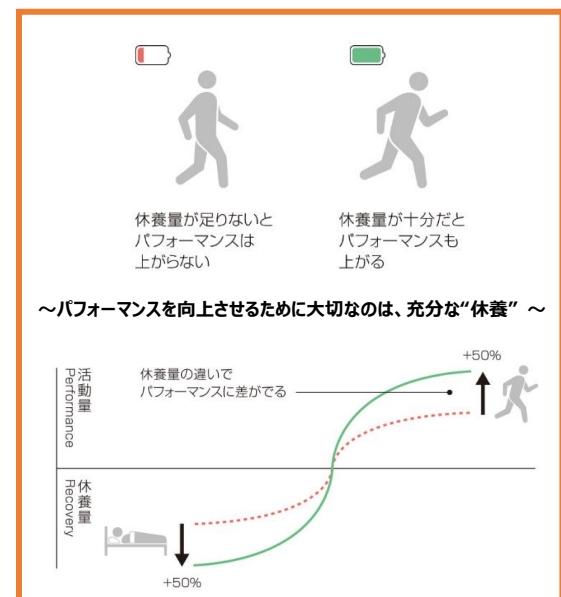 休養量が足りないと
パフォーマンスは
上がらない
休養量が十分だと
パフォーマンスも
上がる
～パフォーマンスを向上させるために大切なのは、充分な“休養” ～
+50%
活動量
Performance
休養量の違いで
パフォーマンスに差がでる
休養量
Recovery
+50%